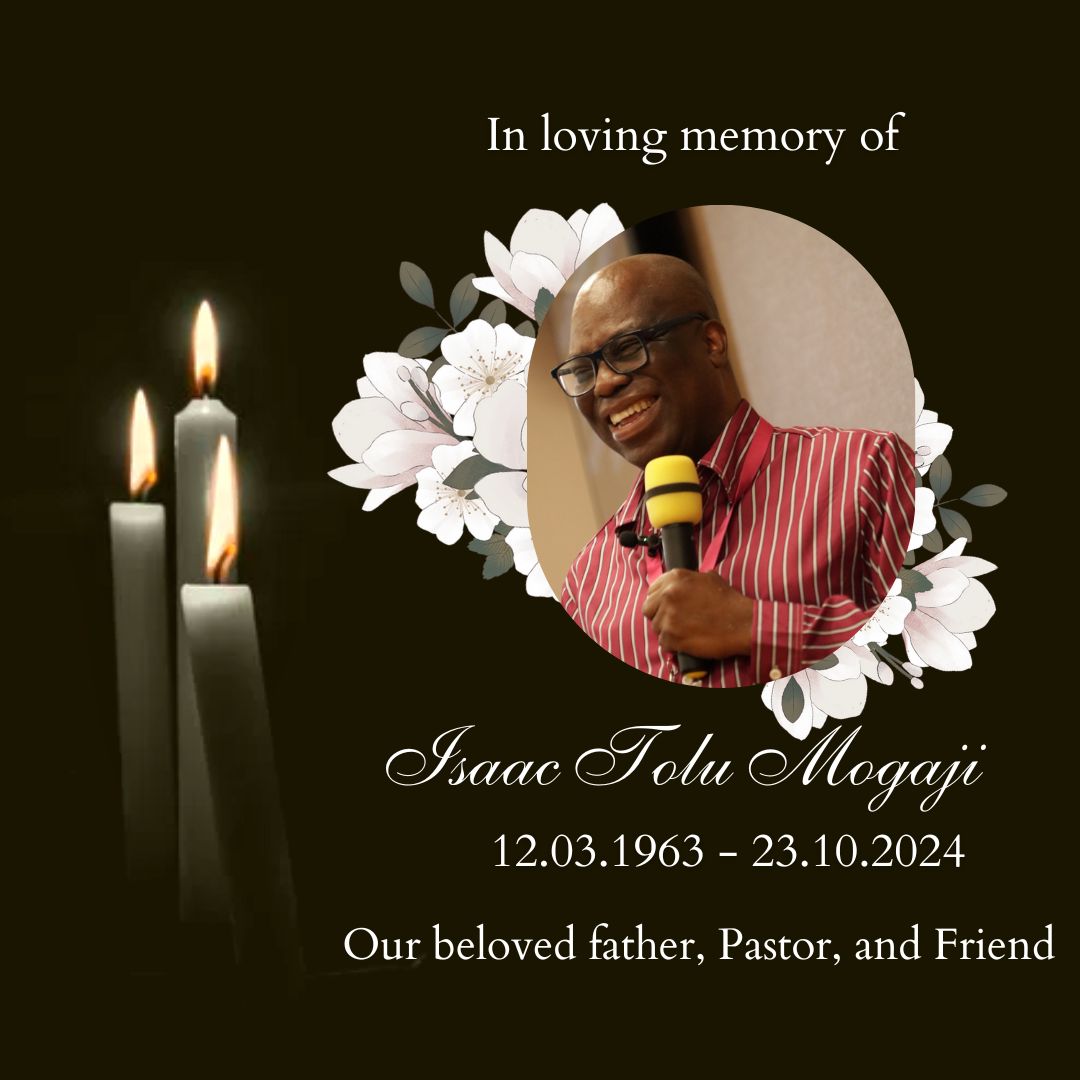 In loving memory of
Isaac Tolu Mogaji
12.03.1963 - 23.10.2024
Our beloved father, Pastor, and Friend